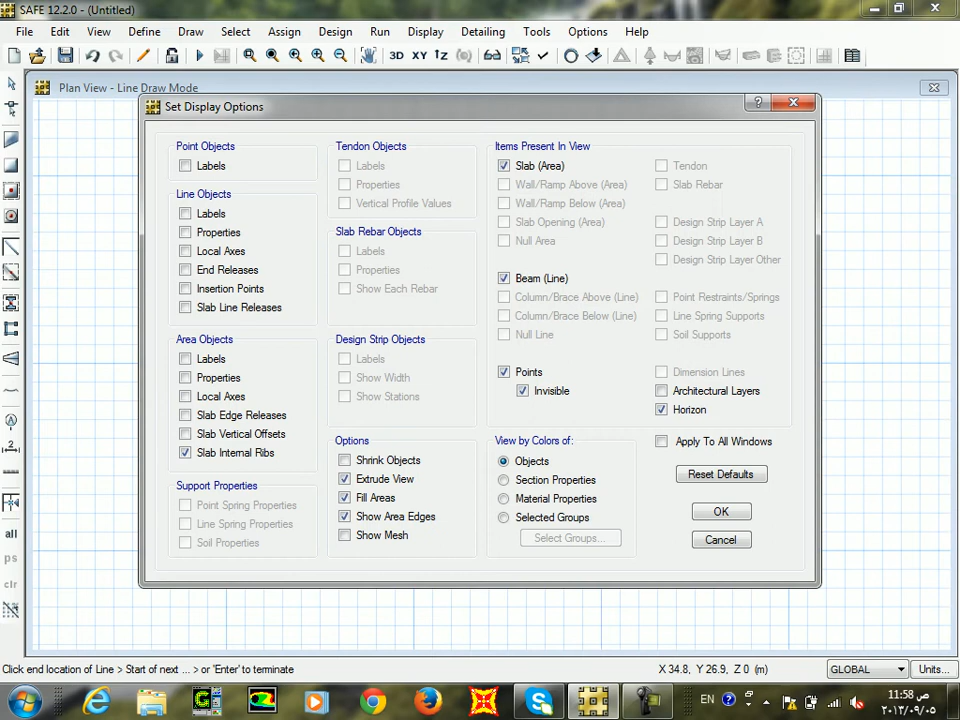 SAFE 12.2.0 - (Untitled)
File Edit View Define Draw Select Assign Design Run Display Detailing Tools Options Help
3D XY
Plan View - Line Draw Mode
Set Display Options
Point Objects
Labels
Line Objects
Labels
Properties
Local Axes
End Releases
Insertion Points
Slab Line Releases
Area Objects
Labels
Properties
Local Axes
Slab Edge Releases
Slab Vertical Offsets
Slab Internal Ribs
Support Properties
Point Spring Properties
Line Spring Properties
Soil Properties
Tendon Objects
Labels
Properties
Vertical Profile Values
Slab Rebar Objects
Labels
Properties
Show Each Rebar
Design Strip Objects
Labels
Show Width
Show Stations
Options
Shrink Objects
Extrude View
Fill Areas
Show Area Edges
Show Mesh
Items Present In View
Slab (Area)
Wall/Ramp Above (Area)
Wall/Ramp Below (Area)
Slab Opening (Area)
Null Area
Beam (Line)
Column/Brace Above (Line)
Column/Brace Below (Line)
Null Line
Points
Invisible
Tendon
Slab Rebar
Design Strip Layer A
Design Strip Layer B
Design Strip Layer Other
Point Restraints/Springs
Line Spring Supports
Soil Supports
Dimension Lines
Architectural Layers
Horizon
View by Colors of:
Objects
Section Properties
Material Properties
Selected Groups
Select Groups...
Apply To All Windows
Reset Defaults
OK
Cancel
all
ps
clr
Click end location of Line > Start of next ... > or 'Enter' to terminate
X 34.8, Y 26.9, Z 0 (m)
GLOBAL
Units...
EN
11:58 ص
٢٠١٣/٠٩/٠٥